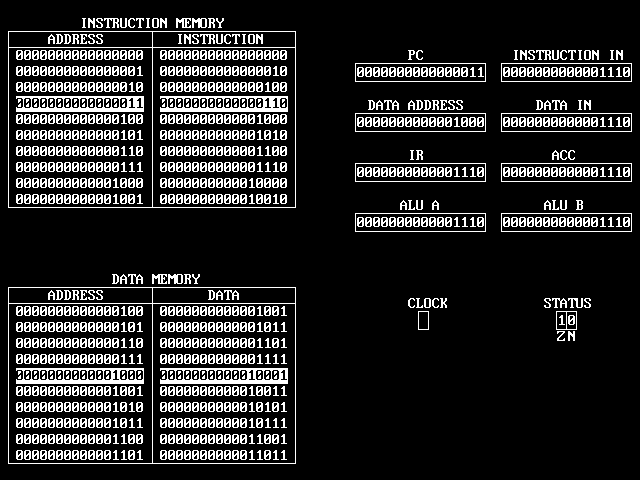 INSTRUCTION MEMORY
ADDRESS INSTRUCTION
0000000000000000 0000000000000000
0000000000000001 0000000000000010
0000000000000010 0000000000000100
0000000000000011 0000000000000110
0000000000000100 0000000000001000
0000000000000101 0000000000001010
0000000000000110 0000000000001100
0000000000000111 0000000000001110
0000000000001000 0000000000010000
0000000000001001 0000000000010010
PC INSTRUCTION IN
0000000000000011 0000000000001110
DATA ADDRESS DATA IN
0000000000001000 0000000000001110
IR ACC
0000000000001110 0000000000001110
ALU A ALU B
0000000000001110 0000000000001110
DATA MEMORY
ADDRESS DATA
0000000000000100 0000000000001001
0000000000000101 0000000000001011
0000000000000110 0000000000001101
0000000000000111 0000000000001111
0000000000001000 0000000000010001
0000000000001001 0000000000010011
0000000000001010 0000000000010101
0000000000001011 0000000000010111
0000000000001100 0000000000011001
0000000000001101 0000000000011011
CLOCK STATUS
10
ZN